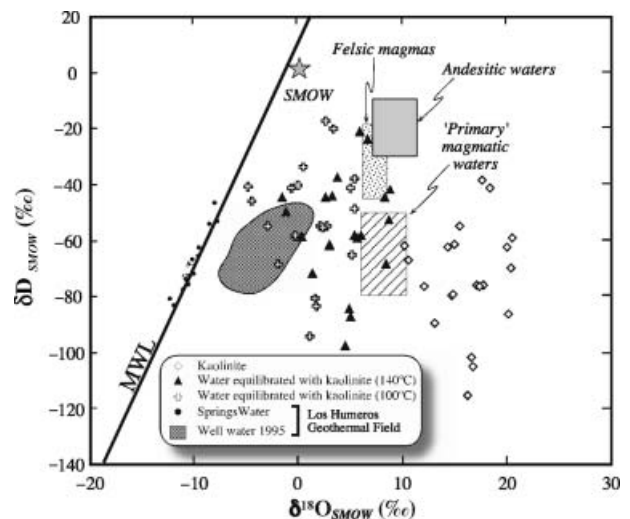 20
0
-20
-40
-60
-80
-100
-120
-140
δD SMOW (‰)
SMOW
Felsic magmas
Andesitic waters
'Primary'
magmatic
waters
MWL
Kaolinite
Water equilibrated with kaolinite (140°C)
Water equilibrated with kaolinite (100°C)
SpringsWater
Well water 1995
Los Humeros
Geothermal Field
-20 -10 0 10 20 30
δ¹⁸O SMOW (‰)